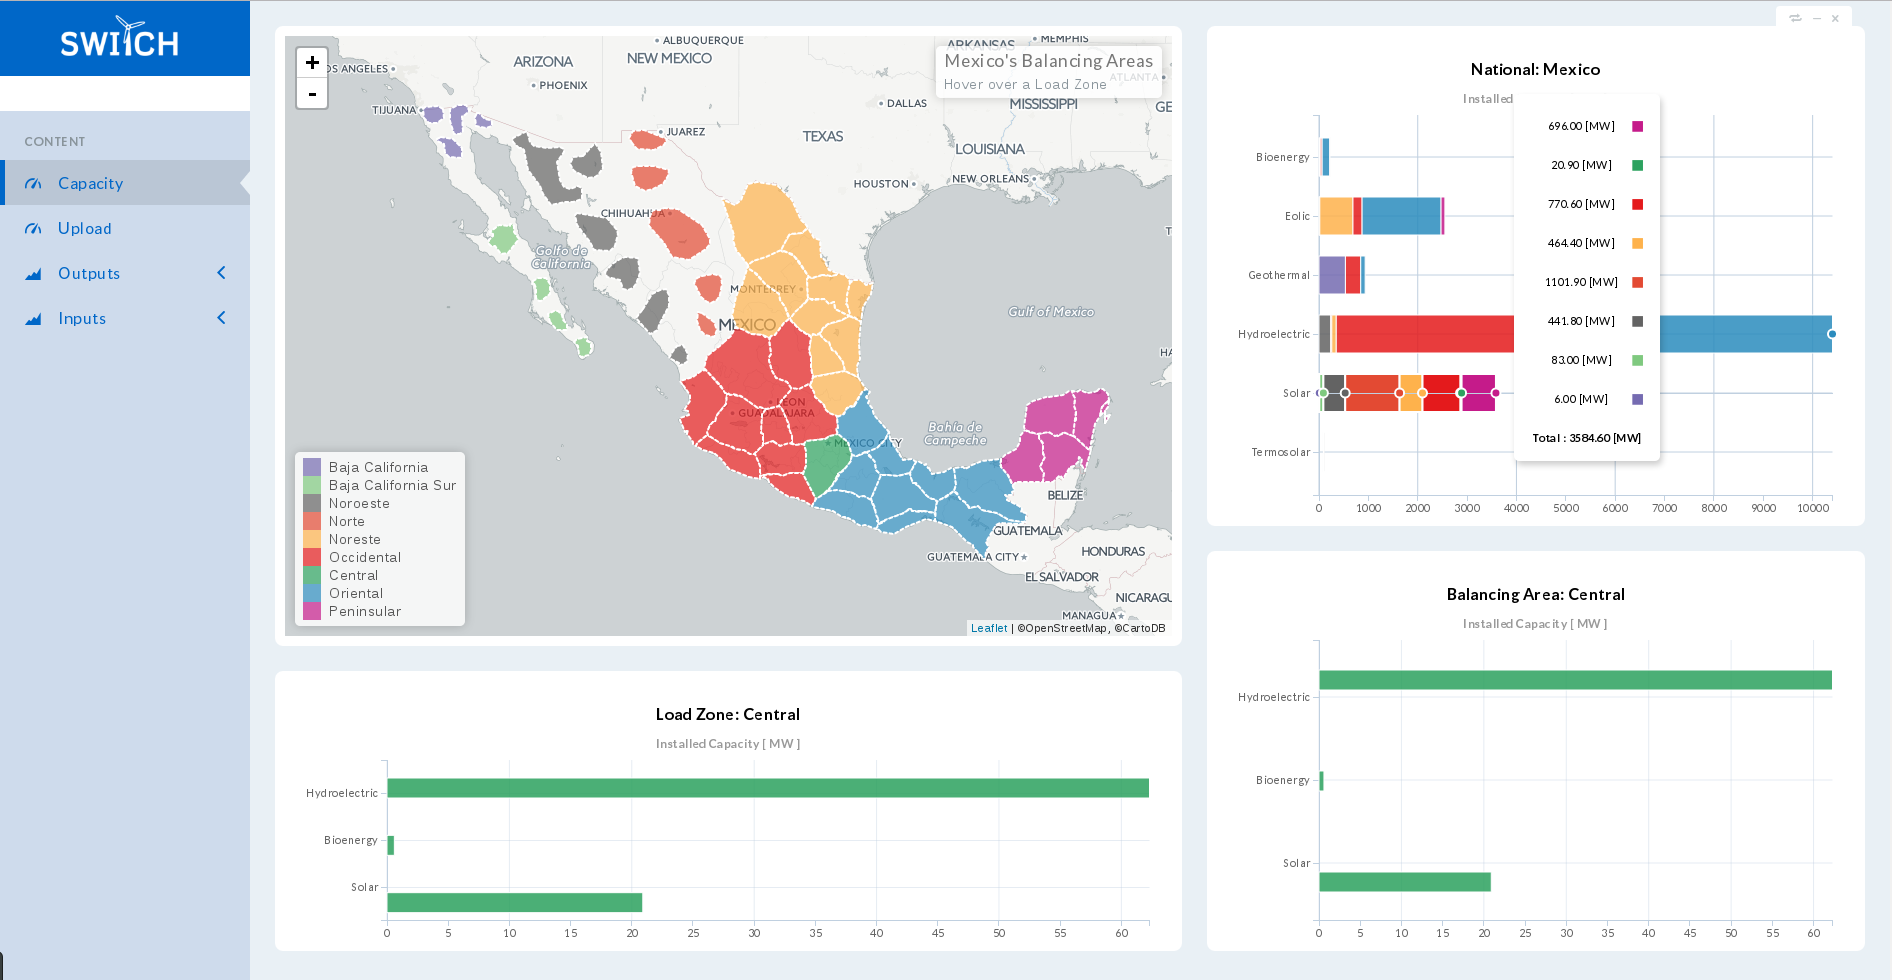 SWITCH
CONTENT
Capacity
Upload
Outputs
Inputs
+
-
OS ANGELES
ARIZONA
PHOENIX
ALBUQUERQUE
NEW MEXICO
ARKANSAS
MEMPHIS
Mexico's Balancing Areas
Hover over a Load Zone
ATLANTA
MISSISSIPPI
GE
DALLAS
TIJUANA
JUAREZ
TEXAS
LOUISIANA
HOUSTON
NEW ORLEANS
CHIHUAHUA
Golfo de
California
MONTERREY
MEXICO
Gulf of Mexico
HA
LEON
GUADALAJARA
MEXICO CITY
Bahia de
Campeche
BELIZE
GUATEMALA
GUATEMALA CITY
HONDURAS
EL SALVADOR
NICARAGU
MANAGUA
Baja California
Baja California Sur
Noroeste
Norte
Noreste
Occidental
Central
Oriental
Peninsular
Leaflet | ©OpenStreetMap, ©CartoDB
National: Mexico
Installed
Bioenergy
Eolic
Geothermal
Hydroelectric
Solar
Termosolar
0 1000 2000 3000 4000 5000 6000 7000 8000 9000 10000
696.00 [MW]
20.90 [MW]
770.60 [MW]
464.40 [MW]
1101.90 [MW]
441.80 [MW]
83.00 [MW]
6.00 [MW]
Total : 3584.60 [MW]
Load Zone: Central
Installed Capacity [ MW ]
Hydroelectric
Bioenergy
Solar
0 5 10 15 20 25 30 35 40 45 50 55 60
Balancing Area: Central
Installed Capacity [ MW ]
Hydroelectric
Bioenergy
Solar
0 5 10 15 20 25 30 35 40 45 50 55 60